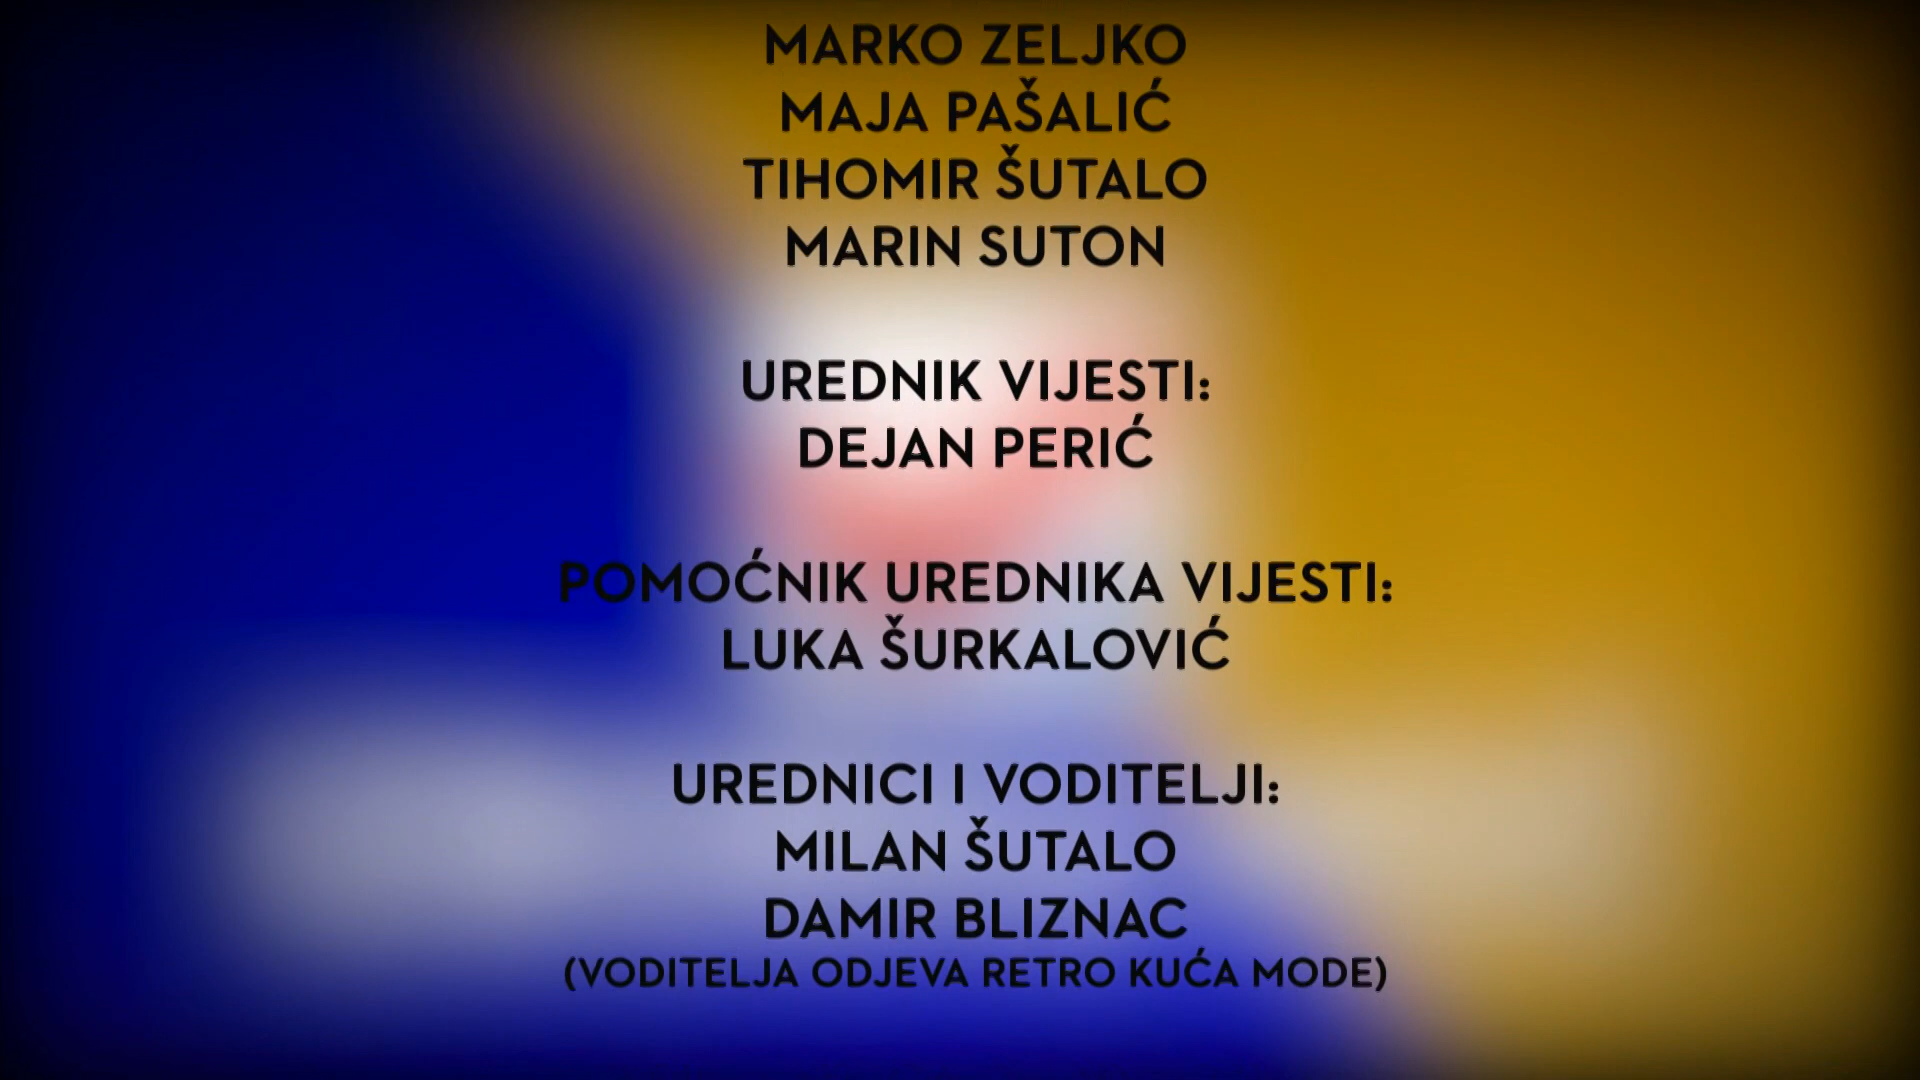 MARKO ZELJKO
MAJA PAŠALIĆ
TIHOMIR ŠUTALO
MARIN SUTON
UREDNIK VIJESTI:
DEJAN PERIĆ
POMOĆNIK UREDNIKA VIJESTI:
LUKA ŠURKALOVIĆ
UREDNICI I VODITELJI:
MILAN ŠUTALO
DAMIR BLIZNAC
(VODITELJA ODJEVA RETRO KUĆA MODE)